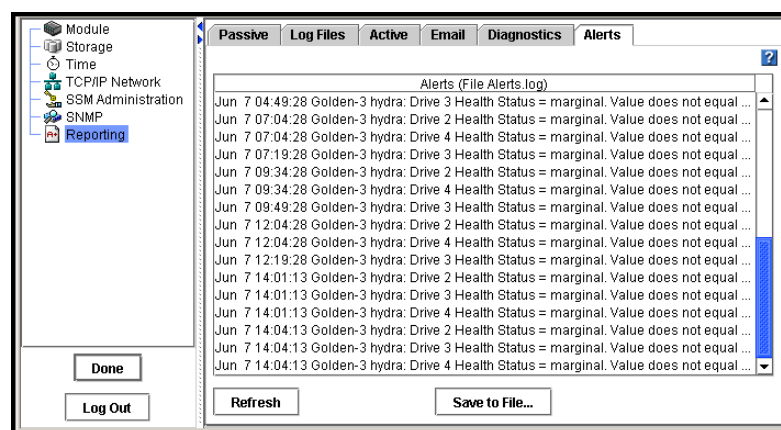 Module
Storage
Time
TCP/IP Network
SSM Administration
SNMP
Reporting
Done
Log Out
Passive Log Files Active Email Diagnostics Alerts
?
Alerts (File Alerts.log)
Jun 7 04:49:28 Golden-3 hydra: Drive 3 Health Status = marginal. Value does not equal ...
Jun 7 07:04:28 Golden-3 hydra: Drive 2 Health Status = marginal. Value does not equal ...
Jun 7 07:04:28 Golden-3 hydra: Drive 4 Health Status = marginal. Value does not equal ...
Jun 7 07:19:28 Golden-3 hydra: Drive 3 Health Status = marginal. Value does not equal ...
Jun 7 09:34:28 Golden-3 hydra: Drive 2 Health Status = marginal. Value does not equal ...
Jun 7 09:34:28 Golden-3 hydra: Drive 4 Health Status = marginal. Value does not equal ...
Jun 7 09:49:28 Golden-3 hydra: Drive 3 Health Status = marginal. Value does not equal ...
Jun 7 12:04:28 Golden-3 hydra: Drive 2 Health Status = marginal. Value does not equal ...
Jun 7 12:04:28 Golden-3 hydra: Drive 4 Health Status = marginal. Value does not equal ...
Jun 7 12:19:28 Golden-3 hydra: Drive 3 Health Status = marginal. Value does not equal ...
Jun 7 14:01:13 Golden-3 hydra: Drive 2 Health Status = marginal. Value does not equal ...
Jun 7 14:01:13 Golden-3 hydra: Drive 3 Health Status = marginal. Value does not equal ...
Jun 7 14:01:13 Golden-3 hydra: Drive 4 Health Status = marginal. Value does not equal ...
Jun 7 14:04:13 Golden-3 hydra: Drive 2 Health Status = marginal. Value does not equal ...
Jun 7 14:04:13 Golden-3 hydra: Drive 3 Health Status = marginal. Value does not equal ...
Jun 7 14:04:13 Golden-3 hydra: Drive 4 Health Status = marginal. Value does not equal ...
Refresh
Save to File...